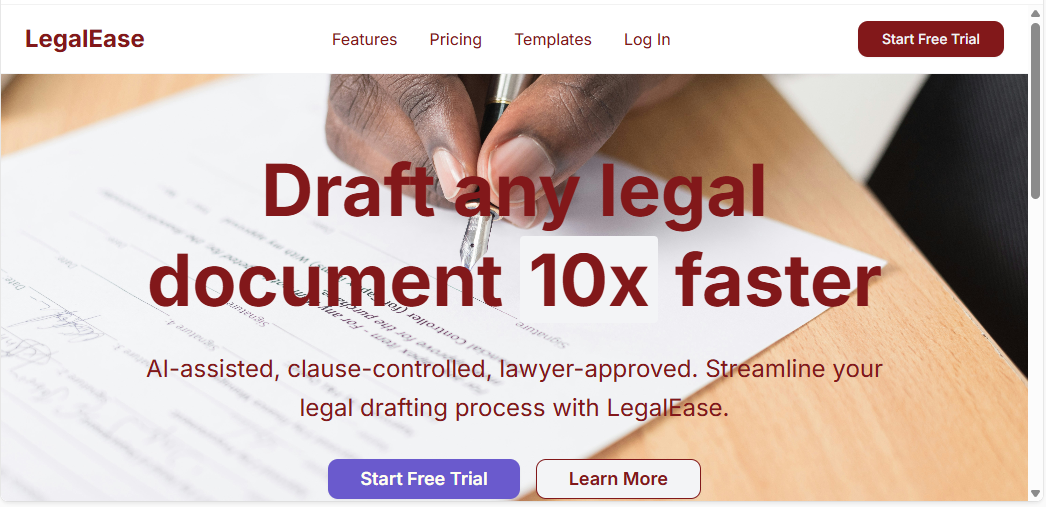 LegalEase
Features
Pricing
Templates
Log In
Start Free Trial
Draft any legal
document 10x faster
AI-assisted, clause-controlled, lawyer-approved. Streamline your
legal drafting process with LegalEase.
Start Free Trial
Learn More